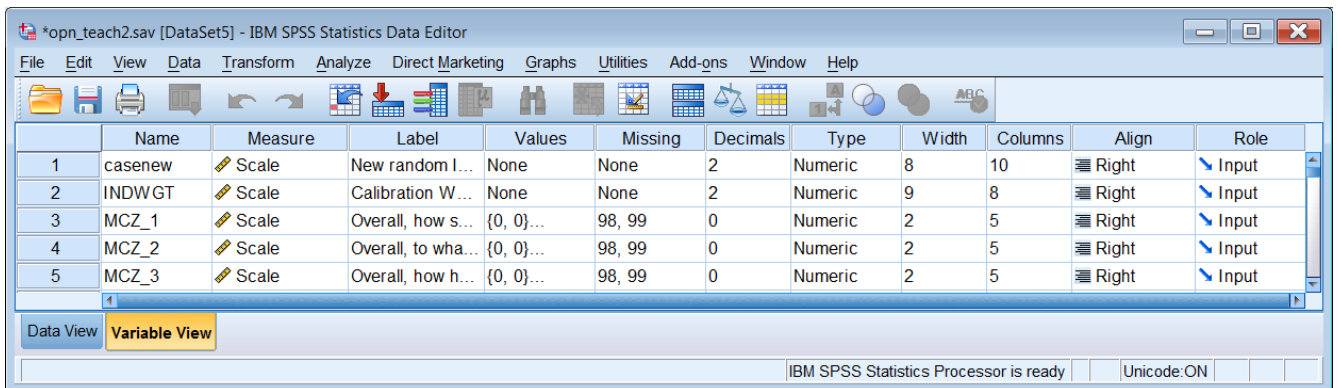 *opn_teach2.sav [DataSet5] - IBM SPSS Statistics Data Editor
File Edit View Data Transform Analyze Direct Marketing Graphs Utilities Add-ons Window Help
Name Measure Label Values Missing Decimals Type Width Columns Align Role
1 casenew Scale New random I... None None 2 Numeric 8 10 Right Input
2 INDWGT Scale Calibration W... None None 2 Numeric 9 8 Right Input
3 MCZ_1 Scale Overall, how s... {0, 0}... 98, 99 0 Numeric 2 5 Right Input
4 MCZ_2 Scale Overall, to wha... {0, 0}... 98, 99 0 Numeric 2 5 Right Input
5 MCZ_3 Scale Overall, how h... {0, 0}... 98, 99 0 Numeric 2 5 Right Input
Data View Variable View
IBM SPSS Statistics Processor is ready Unicode:ON